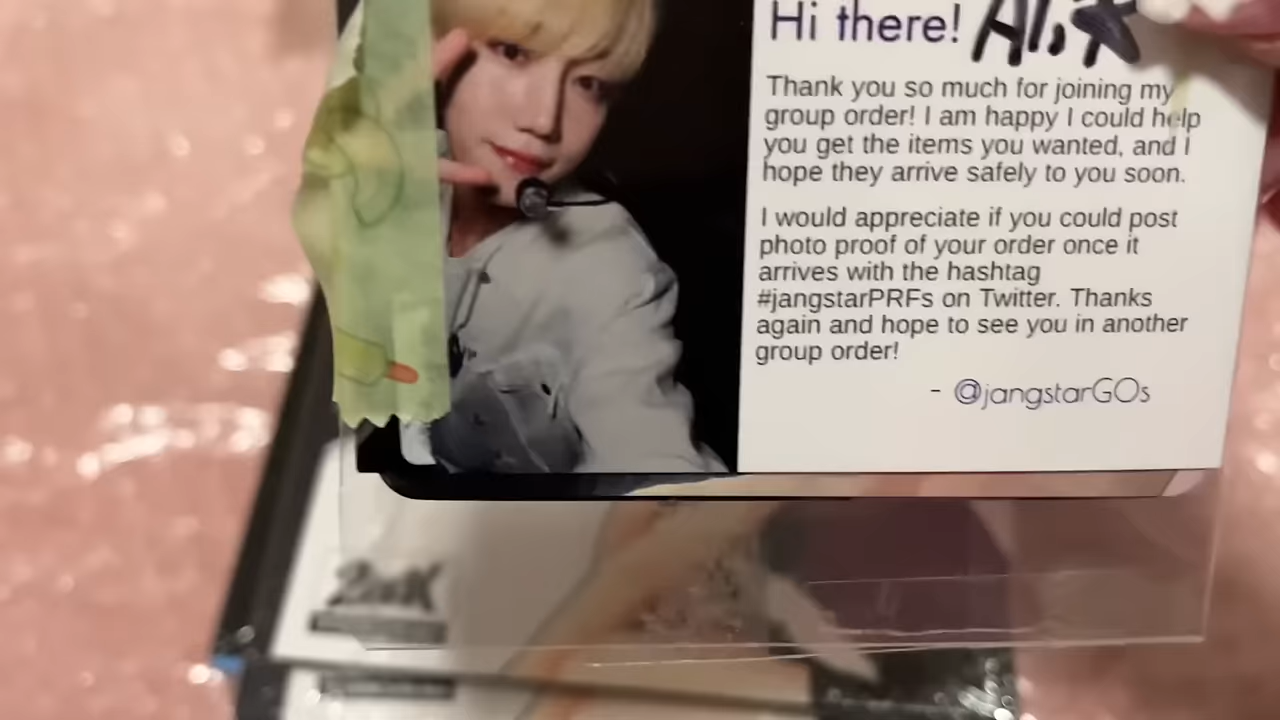 Hi there! Alix
Thank you so much for joining my
group order! I am happy I could help
you get the items you wanted, and I
hope they arrive safely to you soon.
I would appreciate if you could post
photo proof of your order once it
arrives with the hashtag
#jangstarPRFs on Twitter. Thanks
again and hope to see you in another
group order!
- @jangstarGOs